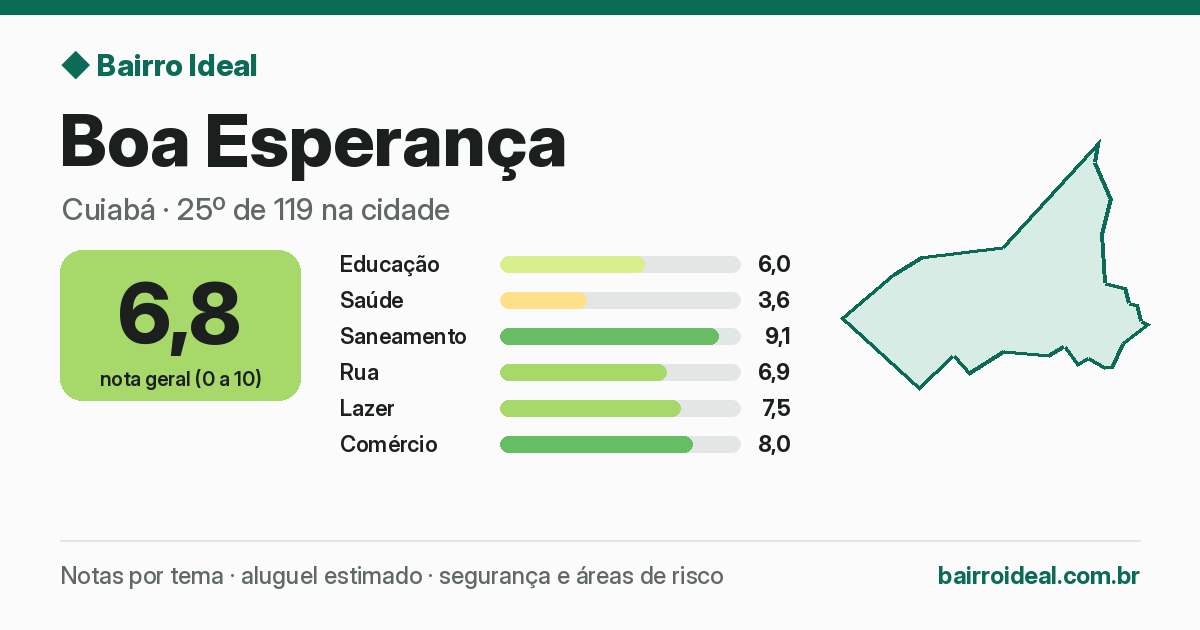 Bairro Ideal
Boa Esperança
Cuiabá · 25º de 119 na cidade
6,8
nota geral (0 a 10)
Educação 6,0
Saúde 3,6
Saneamento 9,1
Rua 6,9
Lazer 7,5
Comércio 8,0
Notas por tema · aluguel estimado · segurança e áreas de risco
bairroideal.com.br